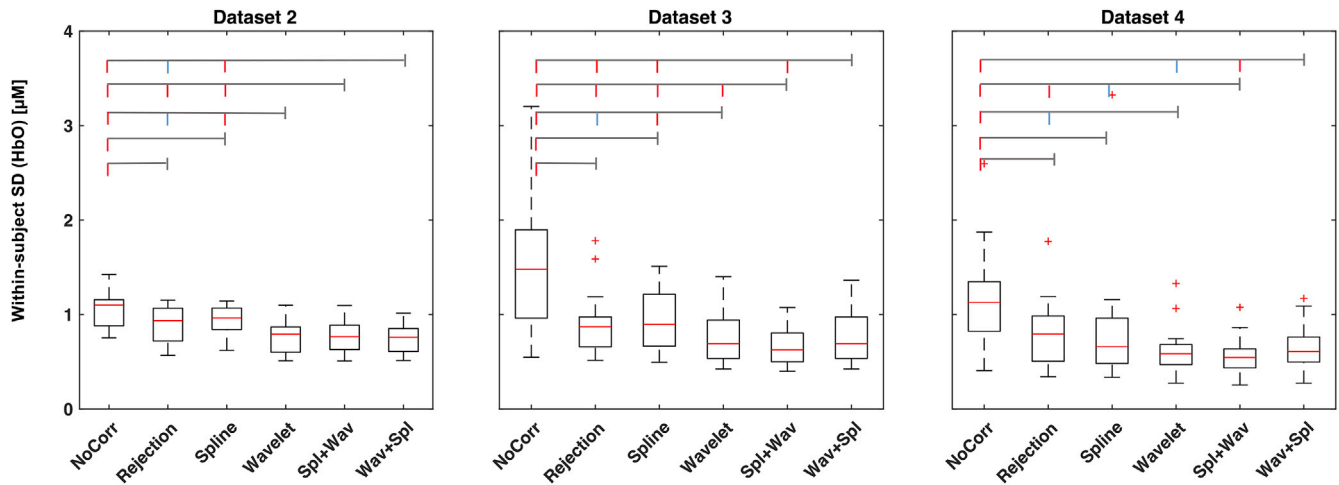 Dataset 2
Dataset 3
Dataset 4
Within-subject SD (HbO) [µM]
4
3
2
1
0
NoCorr
Rejection
Spline
Wavelet
Spl+Wav
Wav+Spl
NoCorr
Rejection
Spline
Wavelet
Spl+Wav
Wav+Spl
NoCorr
Rejection
Spline
Wavelet
Spl+Wav
Wav+Spl